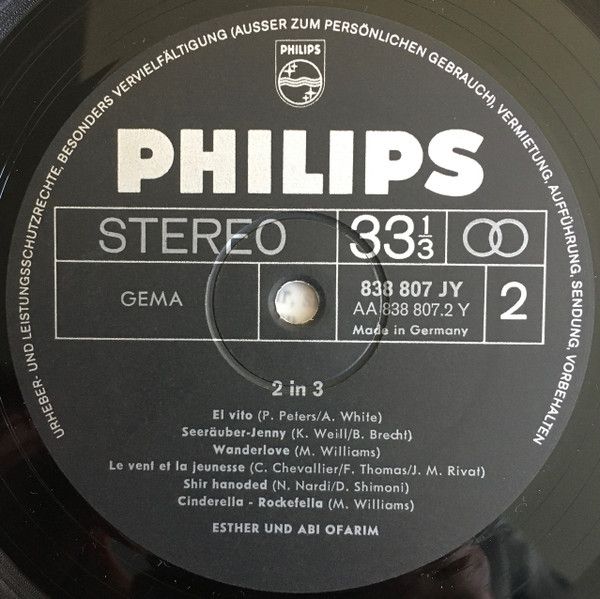 URHEBER- UND LEISTUNGSSCHUTZRECHTE, BESONDERS VERVIELFÄLTIGUNG (AUSSER ZUM PERSÖNLICHEN GEBRAUCH), VERMIETUNG, AUFFÜHRUNG, SENDUNG, VORBEHALTEN
PHILIPS
PHILIPS
STEREO 33 1/3
GEMA
838 807 JY
AA 838 807.2 Y
Made in Germany
2
2 in 3
El vito (P. Peters/A. White)
Seeräuber-Jenny (K. Weill/B. Brecht)
Wanderlove (M. Williams)
Le vent et la jeunesse (C. Chevallier/F. Thomas/J. M. Rivat)
Shir hanoded (N. Nardi/D. Shimoni)
Cinderella - Rockefella (M. Williams)
ESTHER UND ABI OFARIM